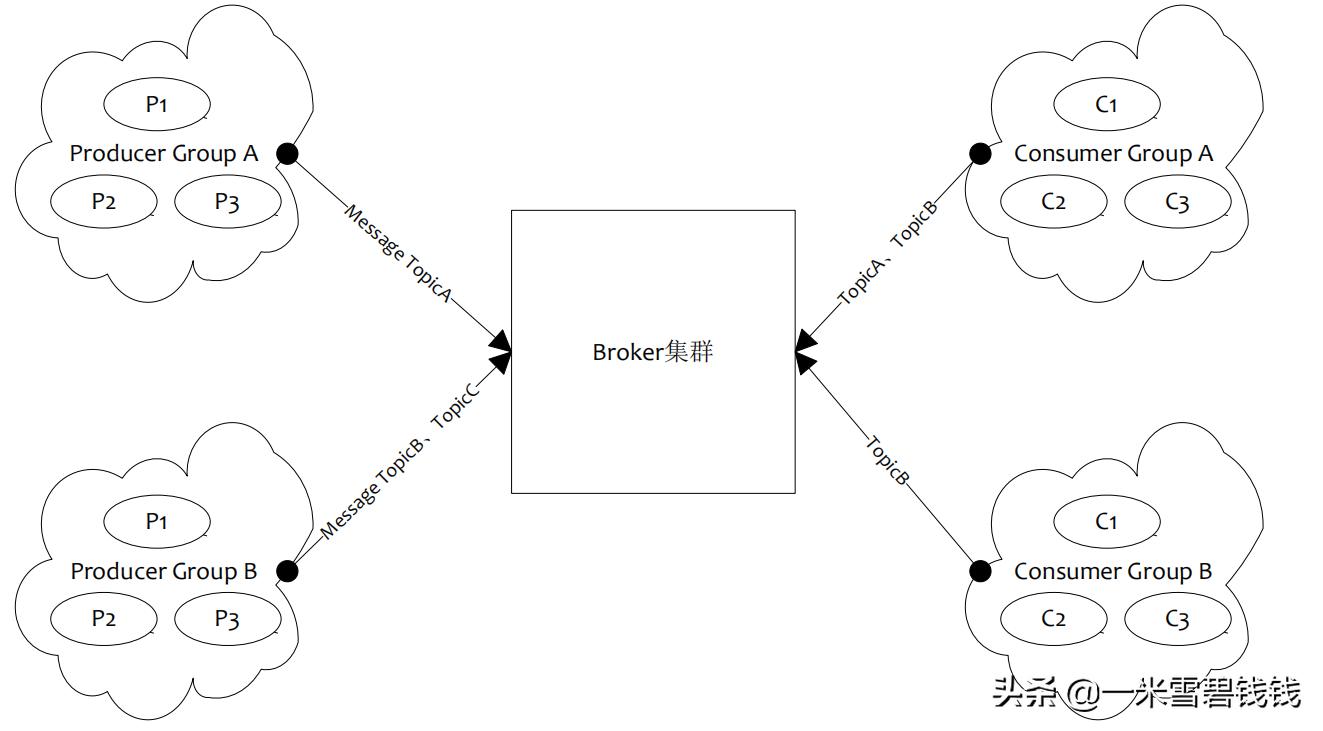 P1
Producer Group A
P2
P3
Message TopicA
C1
Consumer Group A
C2
C3
TopicA、TopicB
Broker集群
Message TopicB、TopicC
TopicB
P1
Producer Group B
P2
P3
C1
Consumer Group B
C2
C3
头条 @一米雪碧钱钱